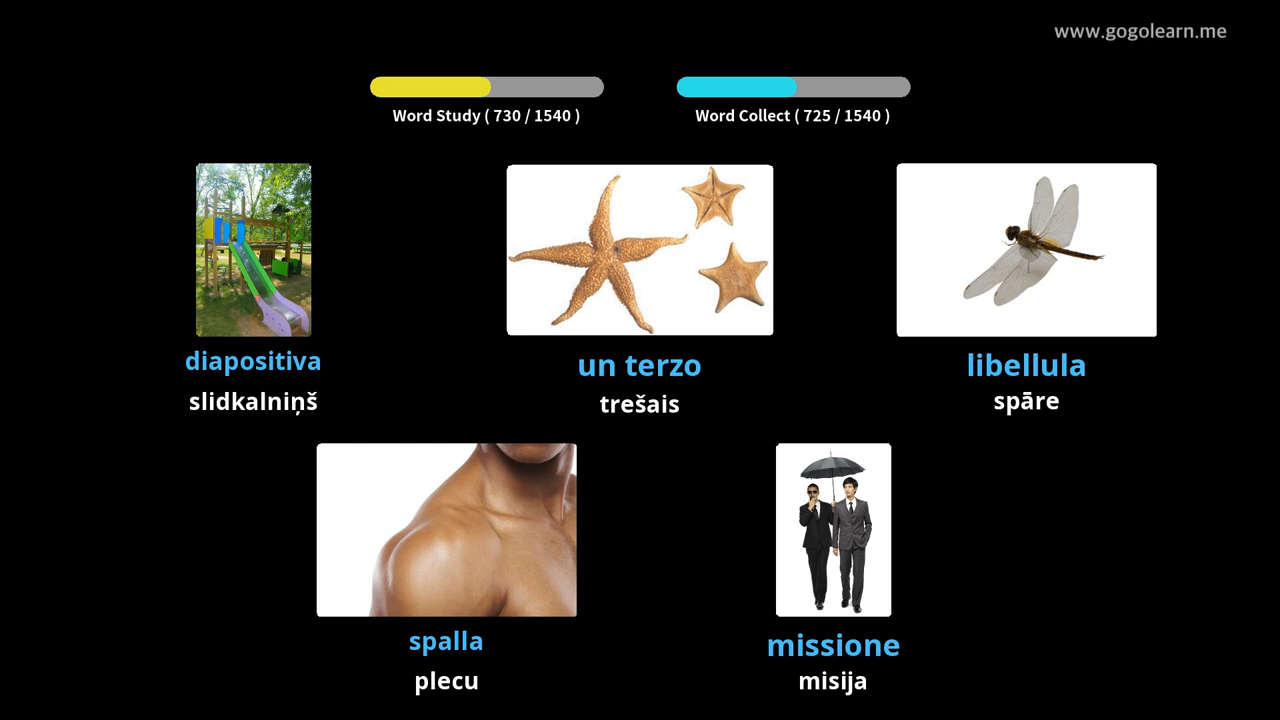 www.gogolearn.me
Word Study ( 730 / 1540 )
Word Collect ( 725 / 1540 )
diapositiva
slidkalniņš
un terzo
trešais
libellula
spāre
spalla
plecu
missione
misija